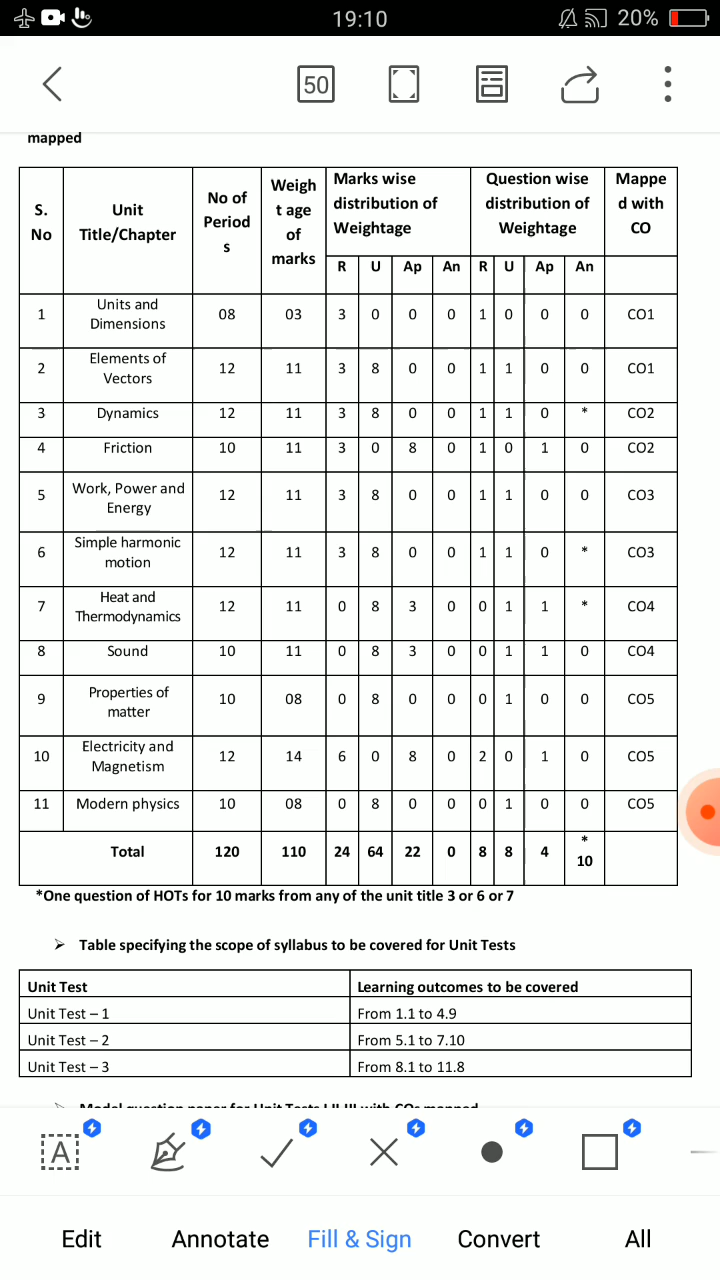 19:10
20%
50
mapped
S. No Unit Title/Chapter No of Period s Weigh t age of marks Marks wise distribution of Weightage Question wise distribution of Weightage Mappe d with CO
R U Ap An R U Ap An
1 Units and Dimensions 08 03 3 0 0 0 1 0 0 0 CO1
2 Elements of Vectors 12 11 3 8 0 0 1 1 0 0 CO1
3 Dynamics 12 11 3 8 0 0 1 1 0 * CO2
4 Friction 10 11 3 0 8 0 1 0 1 0 CO2
5 Work, Power and Energy 12 11 3 8 0 0 1 1 0 0 CO3
6 Simple harmonic motion 12 11 3 8 0 0 1 1 0 * CO3
7 Heat and Thermodynamics 12 11 0 8 3 0 0 1 1 * CO4
8 Sound 10 11 0 8 3 0 0 1 1 0 CO4
9 Properties of matter 10 08 0 8 0 0 0 1 0 0 CO5
10 Electricity and Magnetism 12 14 6 0 8 0 2 0 1 0 CO5
11 Modern physics 10 08 0 8 0 0 0 1 0 0 CO5
Total 120 110 24 64 22 0 8 8 4 * 10
*One question of HOTs for 10 marks from any of the unit title 3 or 6 or 7
➢ Table specifying the scope of syllabus to be covered for Unit Tests
Unit Test Learning outcomes to be covered
Unit Test – 1 From 1.1 to 4.9
Unit Test – 2 From 5.1 to 7.10
Unit Test – 3 From 8.1 to 11.8
Model question paper for Unit Tests I,II,III with COs mapped
A
Edit Annotate Fill & Sign Convert All